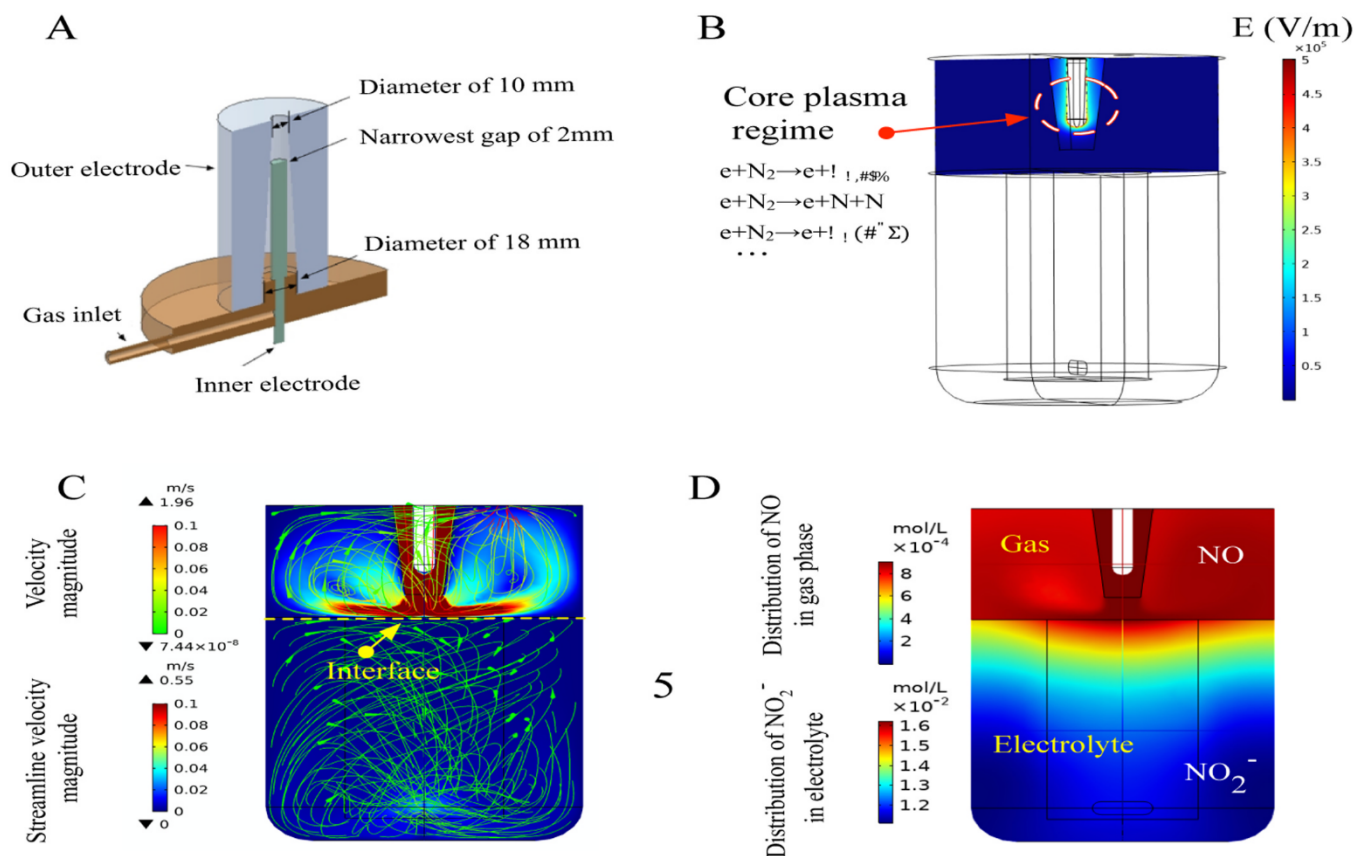 A
Diameter of 10 mm
Narrowest gap of 2mm
Outer electrode
Diameter of 18 mm
Gas inlet
Inner electrode
B
E (V/m)
×10⁵
5
4.5
4
3.5
3
2.5
2
1.5
1
0.5
Core plasma
regime
e+N₂→e+! !,#$%
e+N₂→e+N+N
e+N₂→e+! ! (#" Σ)
...
C
Velocity
magnitude
m/s
▲ 1.96
0.1
0.08
0.06
0.04
0.02
0
▼ 7.44×10⁻⁸
Streamline velocity
magnitude
m/s
▲ 0.55
0.1
0.08
0.06
0.04
0.02
0
▼ 0
Interface
5
D
Distribution of NO
in gas phase
mol/L
×10⁻⁴
8
6
4
2
Distribution of NO₂⁻
in electrolyte
mol/L
×10⁻²
1.6
1.5
1.4
1.3
1.2
1.1
Gas
NO
Electrolyte
NO₂⁻